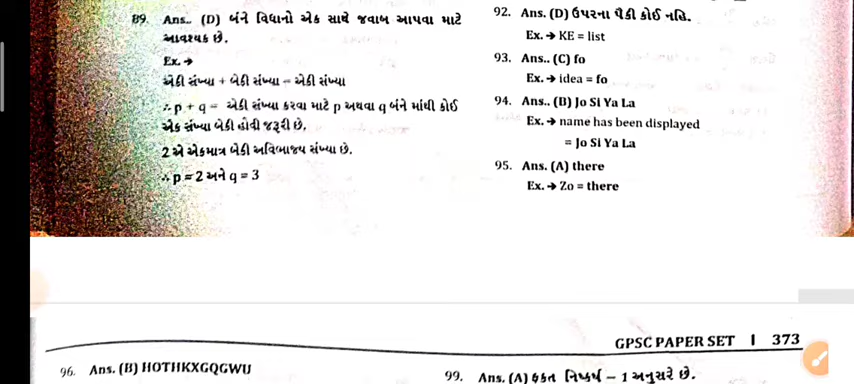 89. Ans.. (D) બંને વિધાનો એક સાથે જવાબ આપવા માટે
આવશ્યક છે.
Ex. →
એકી સંખ્યા + બેકી સંખ્યા = એકી સંખ્યા
∴ p + q = એકી સંખ્યા કરવા માટે p અથવા q બંને માંથી કોઈ
એક સંખ્યા બેકી હોવી જરૂરી છે.
2 એ એકમાત્ર બેકી અવિભાજ્ય સંખ્યા છે.
∴ p = 2 અને q = 3
92. Ans. (D) ઉપરના પૈકી કોઈ નહિ.
Ex. → KE = list
93. Ans.. (C) fo
Ex. → idea = fo
94. Ans.. (B) Jo Si Ya La
Ex. → name has been displayed
= Jo Si Ya La
95. Ans. (A) there
Ex. → Zo = there
GPSC PAPER SET I 373
96. Ans. (B) HOTHKXGQGWU
99. Ans. (A) ફકત નિષ્કર્ષ – 1 અનુસરે છે.